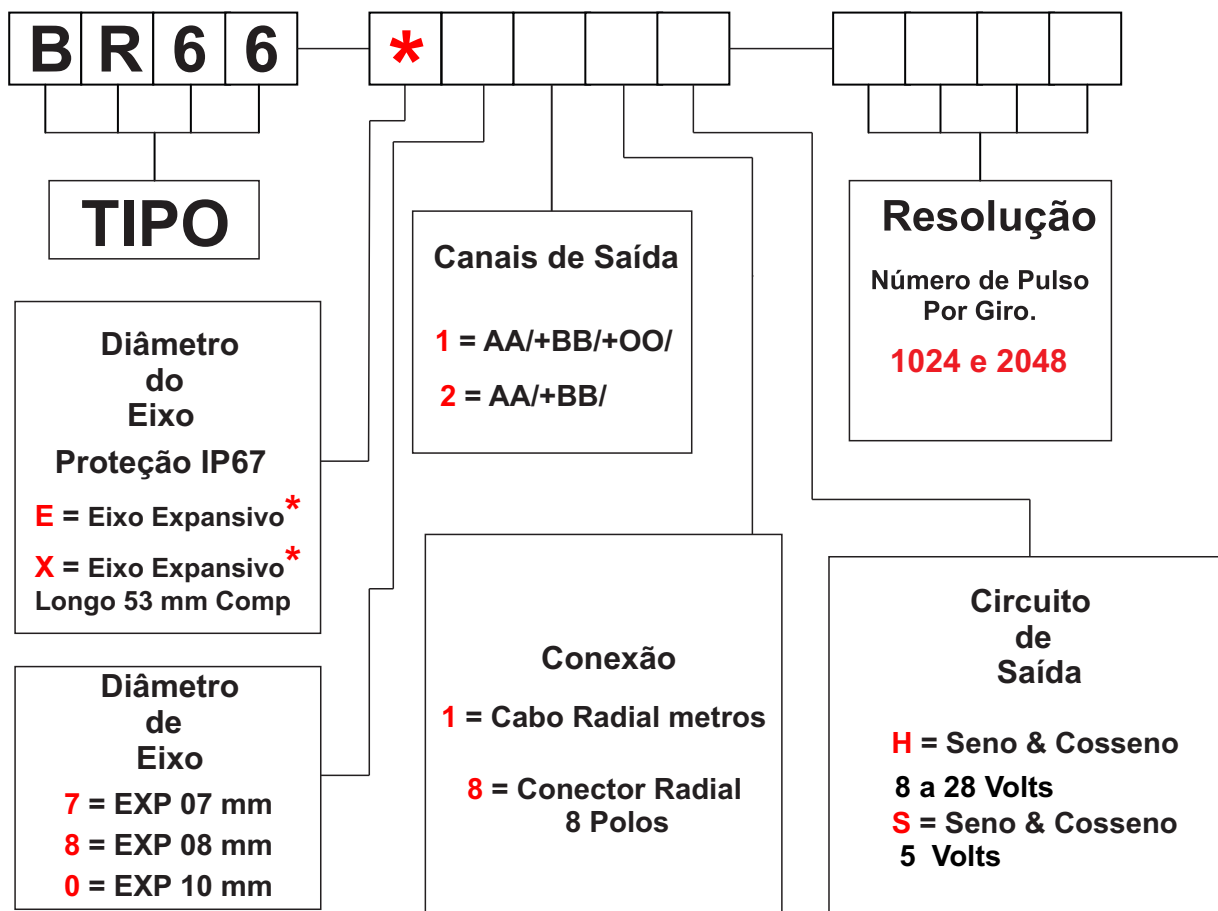 BR66 *
TIPO
Diâmetro
do
Eixo
Proteção IP67
E = Eixo Expansivo*
X = Eixo Expansivo*
Longo 53 mm Comp
Diâmetro
de
Eixo
7 = EXP 07 mm
8 = EXP 08 mm
0 = EXP 10 mm
Canais de Saída
1 = AA/+BB/+OO/
2 = AA/+BB/
Conexão
1 = Cabo Radial metros
8 = Conector Radial
8 Polos
Resolução
Número de Pulso
Por Giro.
1024 e 2048
Circuito
de
Saída
H = Seno & Cosseno
8 a 28 Volts
S = Seno & Cosseno
5 Volts